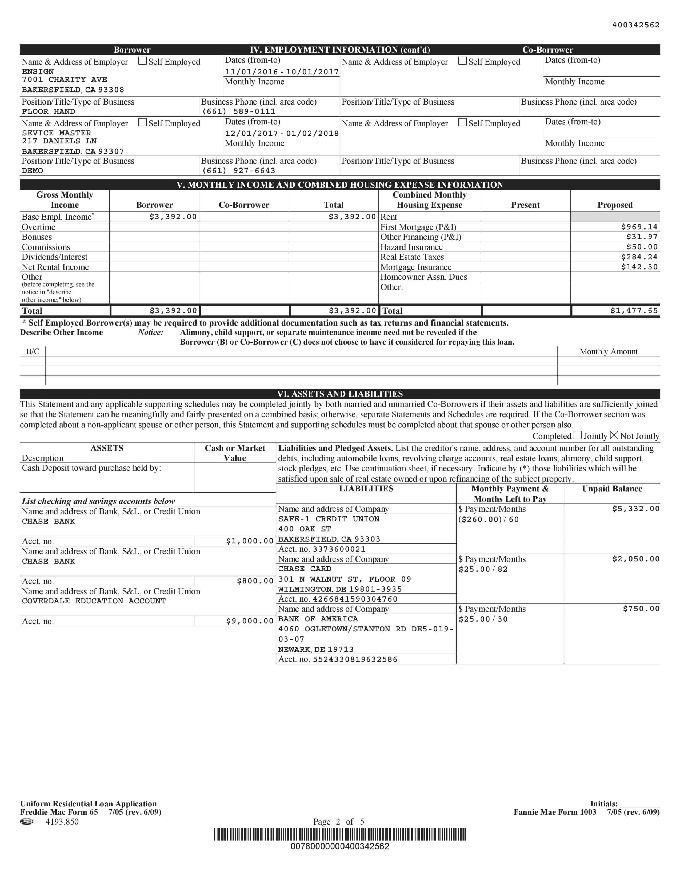 400342562
Borrower IV. EMPLOYMENT INFORMATION (cont'd) Co-Borrower
Name & Address of Employer Self Employed Dates (from-to) Name & Address of Employer Self Employed Dates (from-to)
ENSIGN 11/01/2016-10/01/2017
7001 CHARITY AVE Monthly Income Monthly Income
BAKERSFIELD, CA 93308
Position/Title/Type of Business Business Phone (incl. area code) Position/Title/Type of Business Business Phone (incl. area code)
FLOOR HAND (661) 589-0111
Name & Address of Employer Self Employed Dates (from-to) Name & Address of Employer Self Employed Dates (from-to)
SEVICE MASTER 12/01/2017-01/02/2018
217 DANIELS LN Monthly Income Monthly Income
BAKERSFIELD, CA 93307
Position/Title/Type of Business Business Phone (incl. area code) Position/Title/Type of Business Business Phone (incl. area code)
DEMO (661) 927-6643
V. MONTHLY INCOME AND COMBINED HOUSING EXPENSE INFORMATION
Gross Monthly Income Borrower Co-Borrower Total Combined Monthly Housing Expense Present Proposed
Base Empl. Income* $3,392.00 $3,392.00 Rent
Overtime First Mortgage (P&I) $969.14
Bonuses Other Financing (P&I) $31.97
Commissions Hazard Insurance $50.00
Dividends/Interest Real Estate Taxes $284.24
Net Rental Income Mortgage Insurance $142.30
Other Homeowner Assn. Dues
(before completing, see the Other:
notice in "describe
other income," below)
Total $3,392.00 $3,392.00 Total $1,477.65
* Self Employed Borrower(s) may be required to provide additional documentation such as tax returns and financial statements.
Describe Other Income Notice: Alimony, child support, or separate maintenance income need not be revealed if the
Borrower (B) or Co-Borrower (C) does not choose to have it considered for repaying this loan.
B/C Monthly Amount
VI. ASSETS AND LIABILITIES
This Statement and any applicable supporting schedules may be completed jointly by both married and unmarried Co-Borrowers if their assets and liabilities are sufficiently joined
so that the Statement can be meaningfully and fairly presented on a combined basis; otherwise, separate Statements and Schedules are required. If the Co-Borrower section was
completed about a non-applicant spouse or other person, this Statement and supporting schedules must be completed about that spouse or other person also.
Completed Jointly Not Jointly
ASSETS Cash or Market Value Liabilities and Pledged Assets. List the creditor's name, address, and account number for all outstanding
Description debts, including automobile loans, revolving charge accounts, real estate loans, alimony, child support,
Cash Deposit toward purchase held by: stock pledges, etc. Use continuation sheet, if necessary. Indicate by (*) those liabilities which will be
satisfied upon sale of real estate owned or upon refinancing of the subject property.
LIABILITIES Monthly Payment & Months Left to Pay Unpaid Balance
List checking and savings accounts below
Name and address of Bank, S&L, or Credit Union Name and address of Company $ Payment/Months $5,332.00
CHASE BANK SAFE-1 CREDIT UNION ($260.00)/60
400 OAK ST
Acct. no. $1,000.00 BAKERSFIELD, CA 93303
Name and address of Bank, S&L, or Credit Union Acct. no. 3373600021
CHASE BANK Name and address of Company $ Payment/Months $2,050.00
CHASE CARD $25.00/82
Acct. no. $800.00 301 N WALNUT ST, FLOOR 09
Name and address of Bank, S&L, or Credit Union WILMINGTON, DE 19801-3935
COVERDALE EDUCATION ACCOUNT Acct. no. 4266841590304760
Name and address of Company $ Payment/Months $750.00
Acct. no. $9,000.00 BANK OF AMERICA $25.00/30
4060 OGLETOWN/STANTON RD DE5-019-
03-07
NEWARK, DE 19713
Acct. no. 5524330819632586
Uniform Residential Loan Application Initials:
Freddie Mac Form 65 7/05 (rev. 6/09) Fannie Mae Form 1003 7/05 (rev. 6/09)
4193.850 Page 2 of 5
00760000000400342562